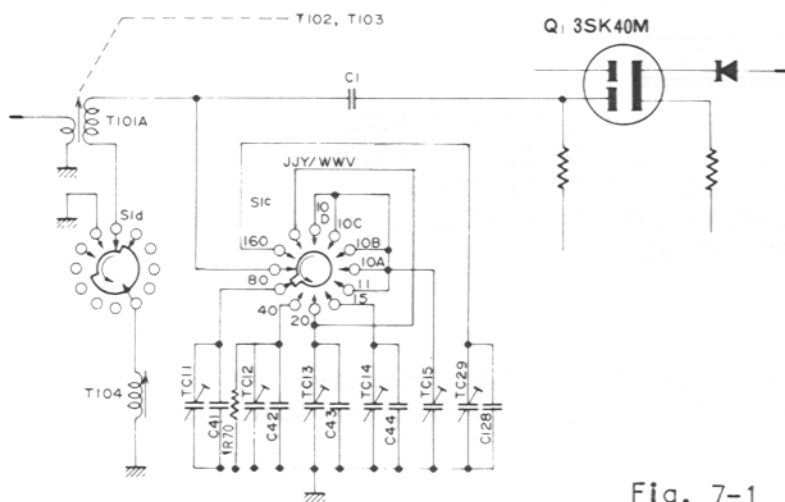 T102, T103
Q1 3SK40M
C1
T101A
JJY/WWV
S1d
S1c
10
D
10C
160
10B
10A
80
11
40
15
20
T104
TC11
C41
R70
TC12
C42
TC13
C43
TC14
C44
TC15
TC29
C128
Fig. 7-1